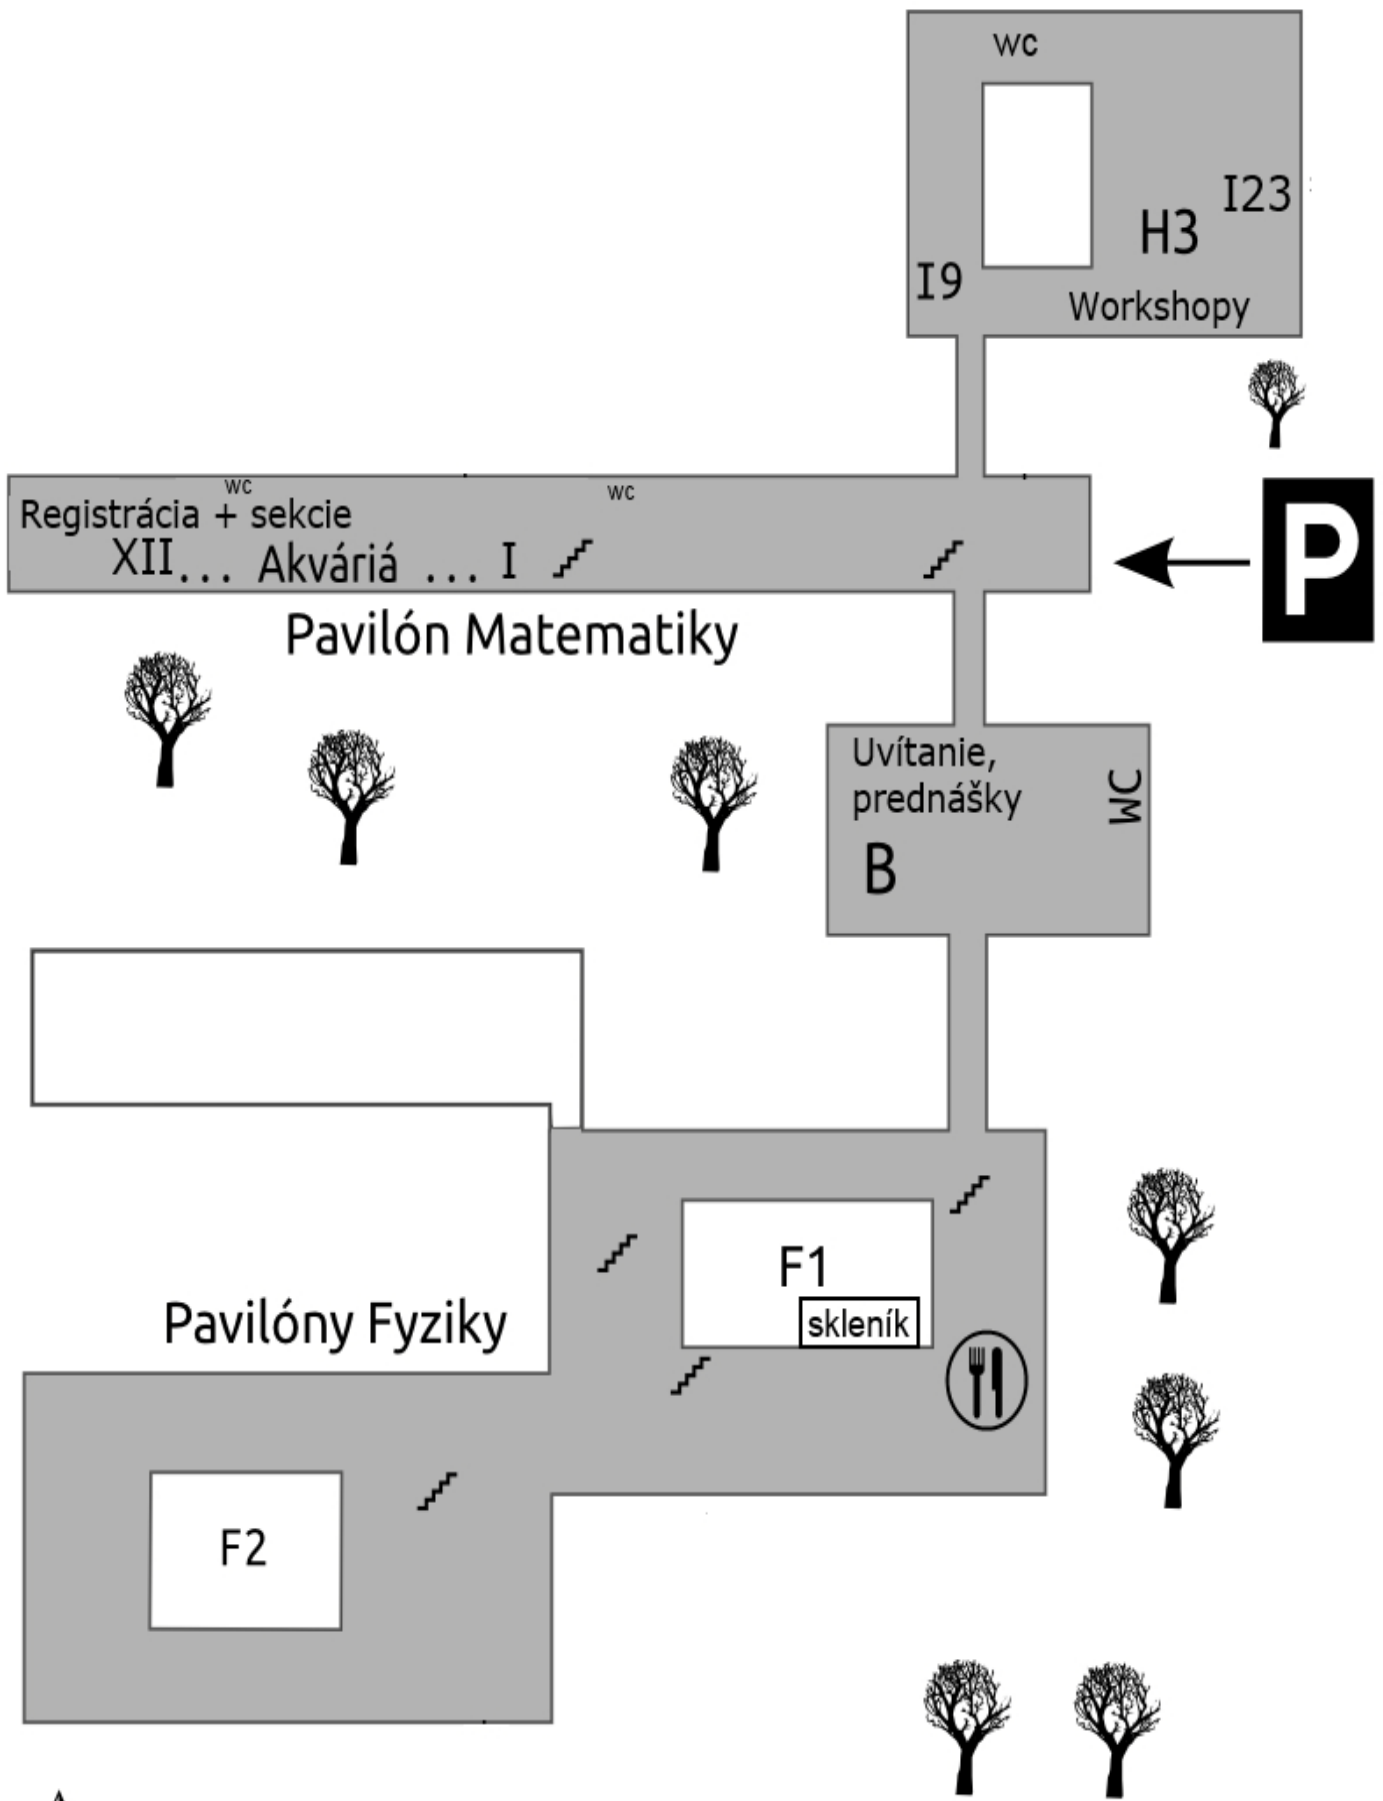 wc
I23
H3
I9
Workshopy
wc
wc
Registrácia + sekcie
XII... Akváriá ... I
P
Pavilón Matematiky
Uvítanie,
prednášky
WC
B
F1
skleník
Pavilóny Fyziky
F2